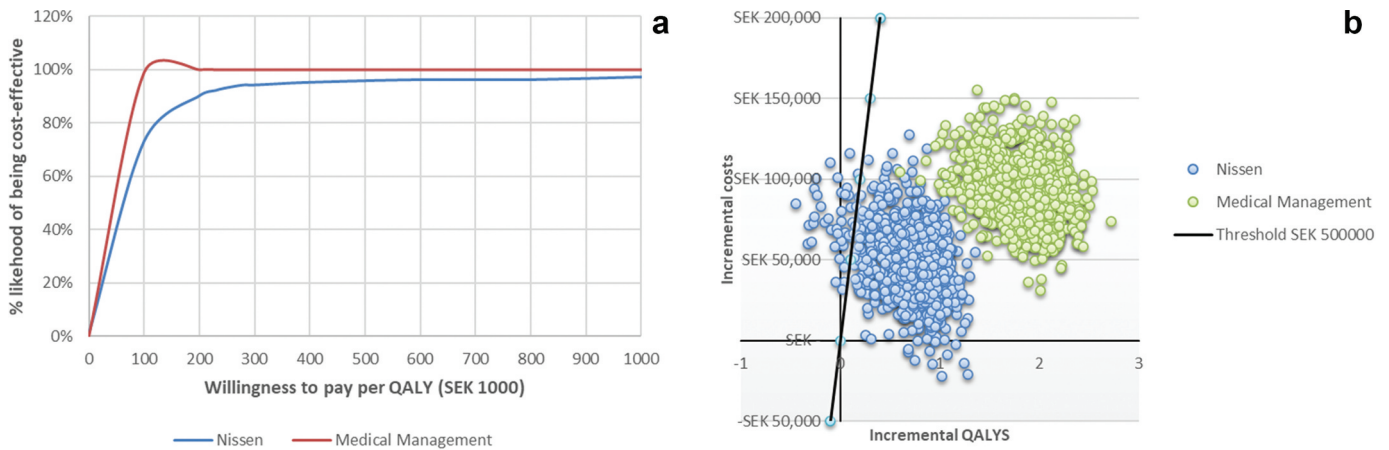 a
% likelihood of being cost-effective
120%
100%
80%
60%
40%
20%
0%
0 100 200 300 400 500 600 700 800 900 1000
Willingness to pay per QALY (SEK 1000)
Nissen Medical Management
b
Incremental costs
SEK 200,000
SEK 150,000
SEK 100,000
SEK 50,000
SEK -
-SEK 50,000
-1 0 1 2 3
Incremental QALYS
Nissen
Medical Management
Threshold SEK 500000